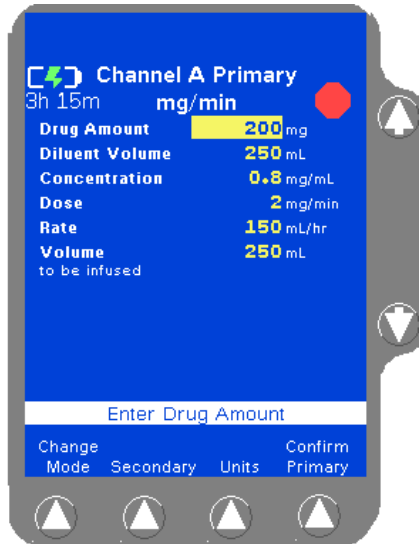 Channel A Primary
3h 15m mg/min
Drug Amount 200 mg
Diluent Volume 250 mL
Concentration 0.8 mg/mL
Dose 2 mg/min
Rate 150 mL/hr
Volume 250 mL
to be infused
Enter Drug Amount
Change Confirm
Mode Secondary Units Primary